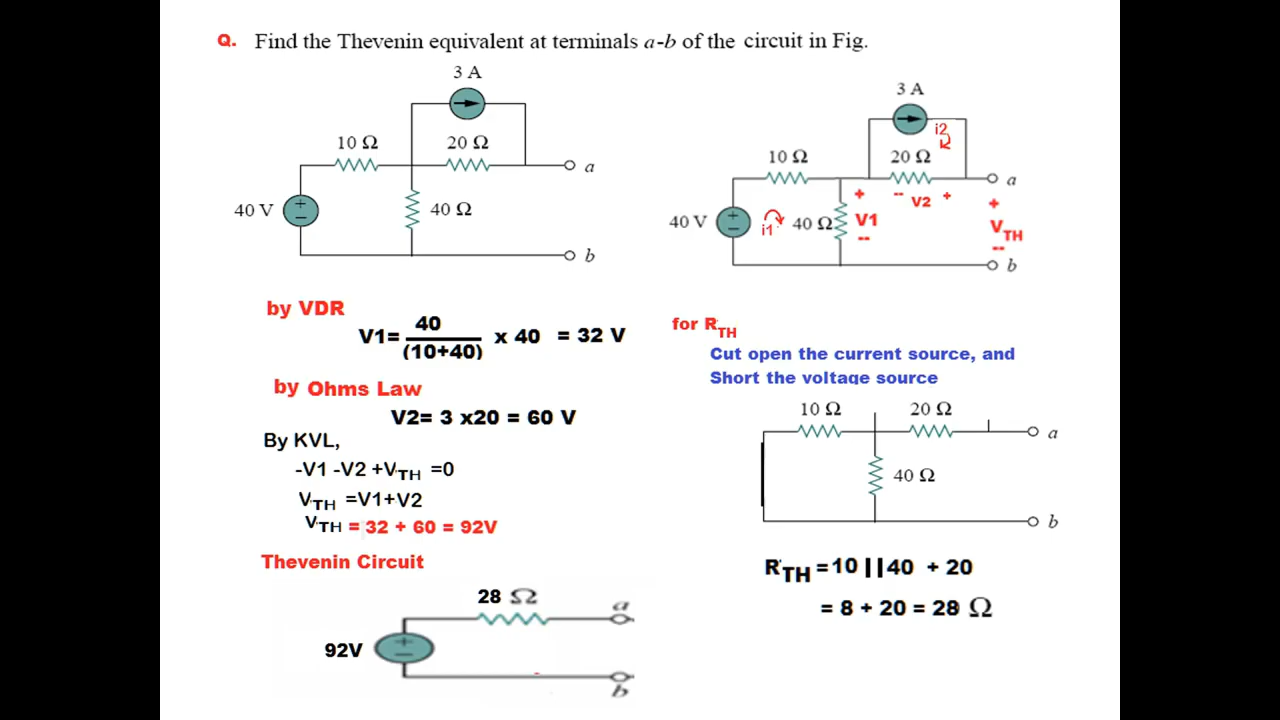 Q. Find the Thevenin equivalent at terminals a-b of the circuit in Fig.
3 A
10 Ω
20 Ω
a
40 V
+
−
40 Ω
b
3 A
i2
10 Ω
20 Ω
a
-- V2 +
40 V
+
−
i1
40 Ω
+
V1
--
+
VTH
--
b
by VDR
V1= 40 / (10+40) x 40 = 32 V
by Ohms Law
V2= 3 x20 = 60 V
By KVL,
-V1 -V2 +VTH =0
VTH =V1+V2
VTH = 32 + 60 = 92V
Thevenin Circuit
28 Ω
a
92V
+
−
b
for RTH
Cut open the current source, and
Short the voltage source
10 Ω
20 Ω
a
40 Ω
b
RTH =10 ||40 + 20
= 8 + 20 = 28 Ω